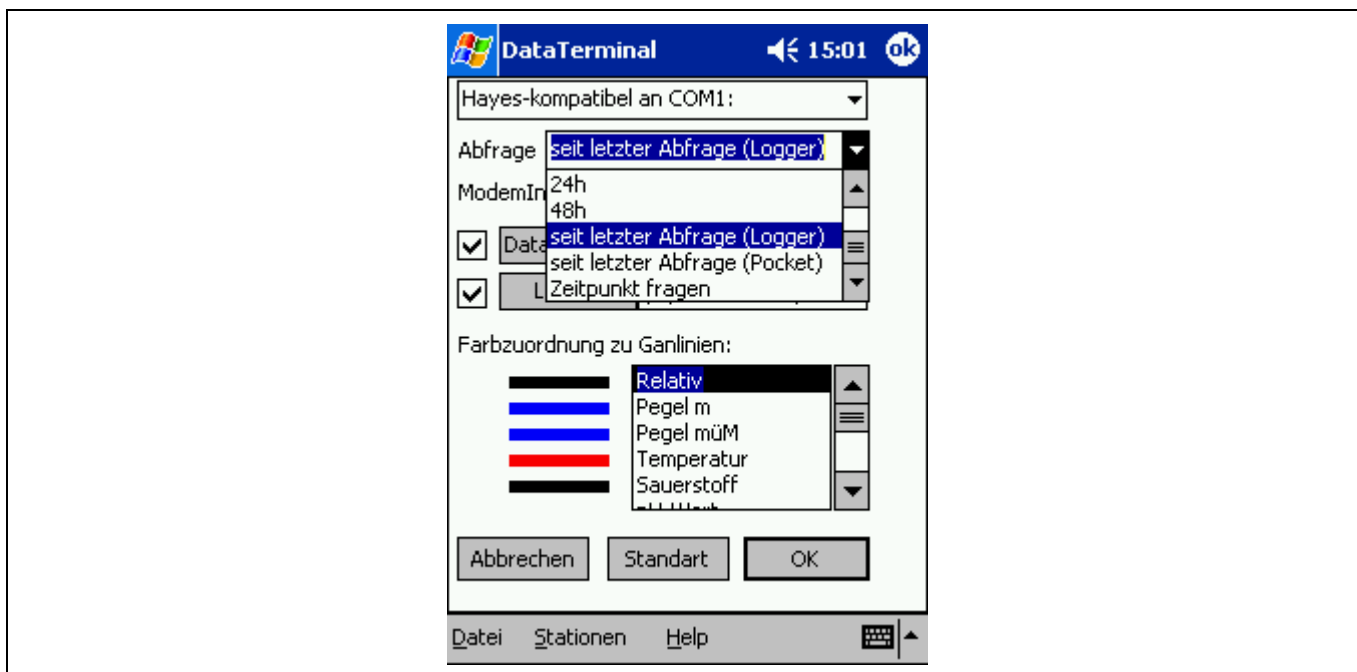 DataTerminal 15:01 ok
Hayes-kompatibel an COM1:
Abfrage seit letzter Abfrage (Logger)
24h
48h
seit letzter Abfrage (Logger)
seit letzter Abfrage (Pocket)
Zeitpunkt fragen
Farbzuordnung zu Ganlinien:
Relativ
Pegel m
Pegel müM
Temperatur
Sauerstoff
Abbrechen Standart OK
Datei Stationen Help